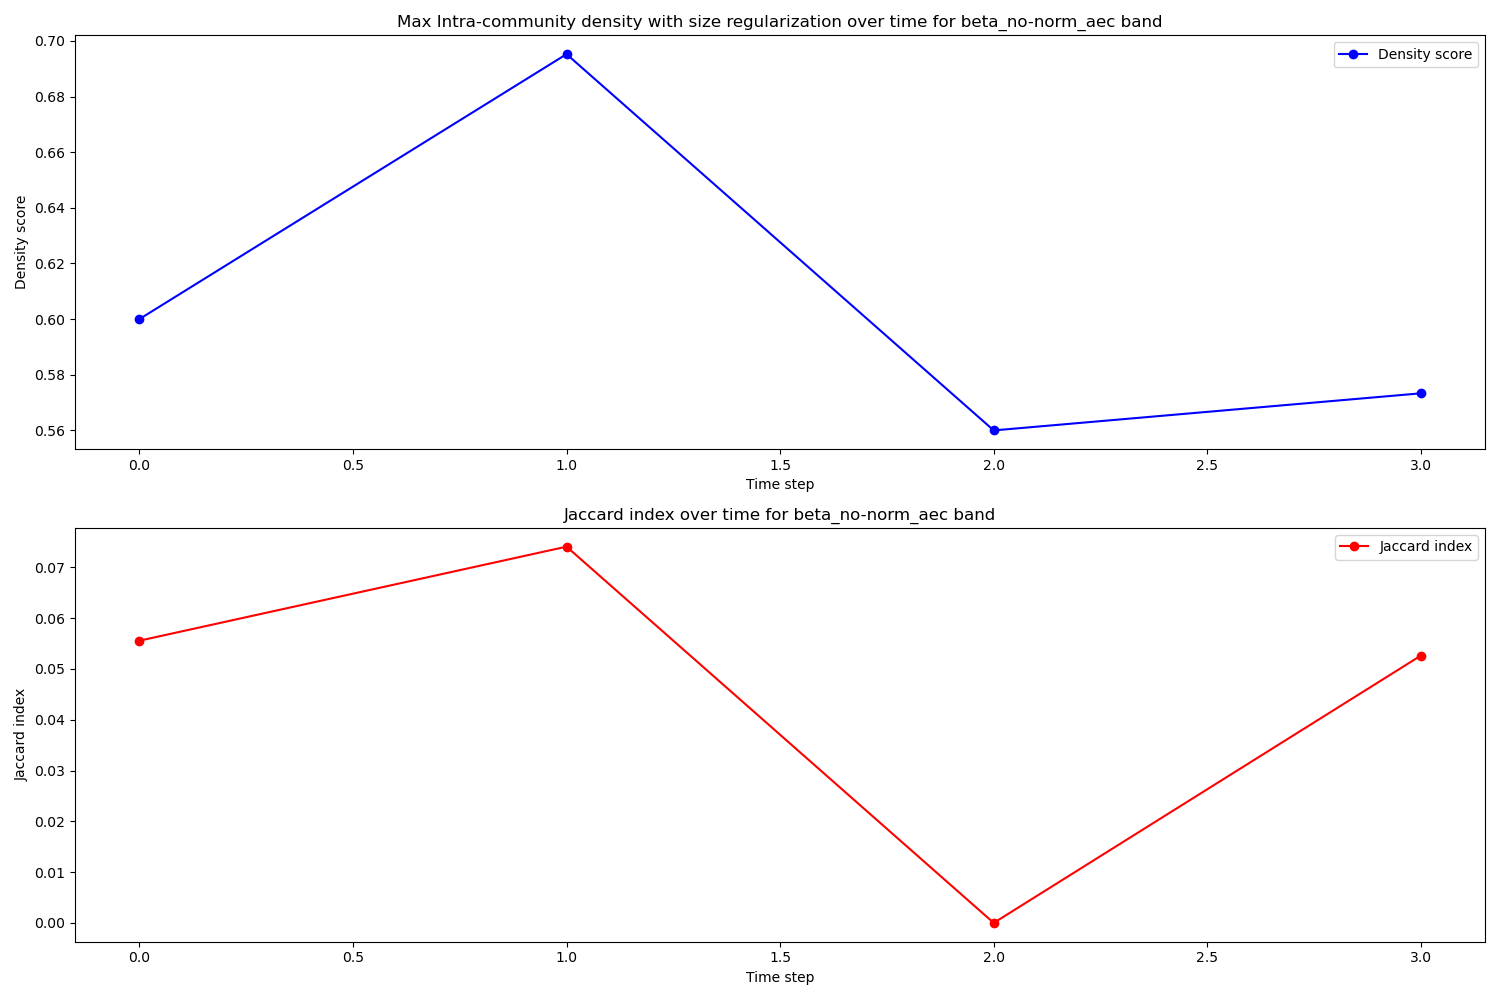 Max Intra-community density with size regularization over time for beta_no-norm_aec band
Density score
0.70
0.68
0.66
0.64
0.62
0.60
0.58
0.56
Density score
0.0 0.5 1.0 1.5 2.0 2.5 3.0
Time step
Jaccard index over time for beta_no-norm_aec band
Jaccard index
0.07
0.06
0.05
0.04
0.03
0.02
0.01
0.00
Jaccard index
0.0 0.5 1.0 1.5 2.0 2.5 3.0
Time step